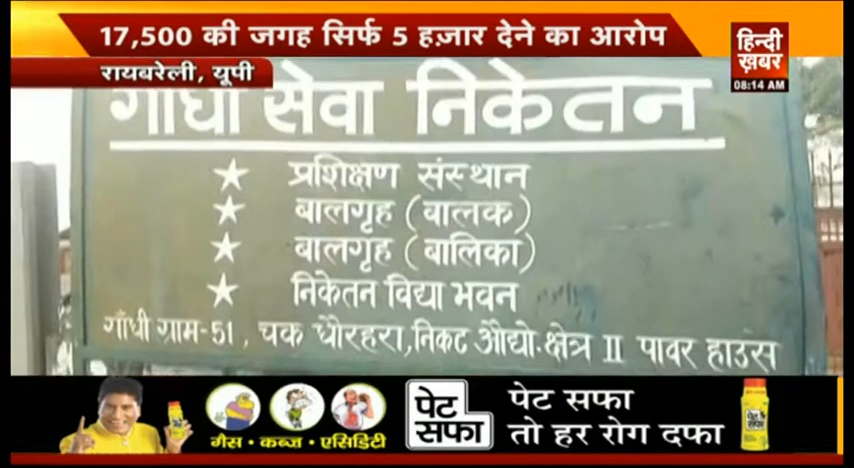 17,500 की जगह सिर्फ 5 हज़ार देने का आरोप
हिन्दी
ख़बर
08:14 AM
रायबरेली, यूपी
गाँधी सेवा निकेतन
प्रशिक्षण संस्थान
बालगृह (बालक)
बालगृह (बालिका)
निकेतन विद्या भवन
गाँधी ग्राम-51, चक धौरहरा, निकट औद्यो. क्षेत्र II पावर हाउस
गैस • कब्ज • एसिडिटी
पेट
सफा
पेट सफा
तो हर रोग दफा